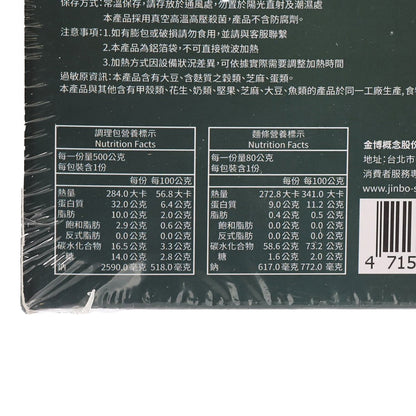 保存方式：常溫保存，請存放於通風處，勿置於陽光直射及潮濕處
本產品採用真空高溫高壓殺菌，產品不含防腐劑。
注意事項：1.如有膨包或破損請勿食用，並請與客服聯繫
2.本產品為鋁箔袋，不可直接微波加熱
3.加熱方式因設備狀況差異，可依據實際需要調整加熱時間
過敏原資訊：本產品含有大豆、含麩質之穀類、芝麻、蛋類。
本產品與其他含有甲殼類、花生、奶類、堅果、芝麻、大豆、魚類的產品於同一工廠生產，食物
調理包營養標示
Nutrition Facts
每一份量500公克
每包裝含1份
每份 每100公克
熱量 284.0大卡 56.8大卡
蛋白質 32.0公克 6.4公克
脂肪 10.0公克 2.0公克
飽和脂肪 2.9公克 0.6公克
反式脂肪 0.0公克 0.0公克
碳水化合物 16.5公克 3.3公克
糖 14.0公克 2.8公克
鈉 2590.0毫克 518.0毫克
麵條營養標示
Nutrition Facts
每一份量80公克
每包裝含1份
每份 每100公克
熱量 272.8大卡 341.0大卡
蛋白質 9.0公克 11.2公克
脂肪 0.4公克 0.5公克
飽和脂肪 0.0公克 0.0公克
反式脂肪 0.0公克 0.0公克
碳水化合物 58.6公克 73.2公克
糖 1.6公克 2.0公克
鈉 617.0毫克 772.0毫克
金博概念股份
地址：台北市
消費者服務專
www.jinbo-s
4 715